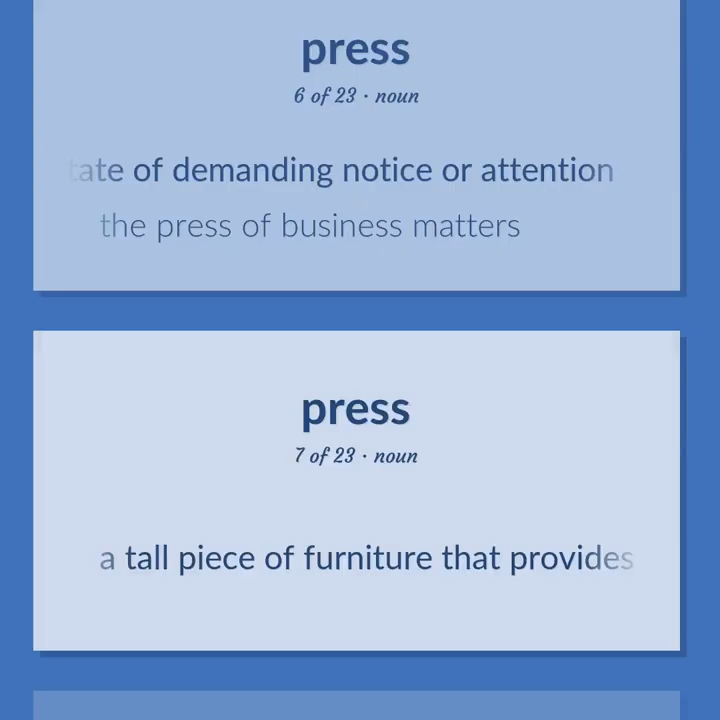 press
6 of 23 · noun
tate of demanding notice or attention
the press of business matters
press
7 of 23 · noun
a tall piece of furniture that provides